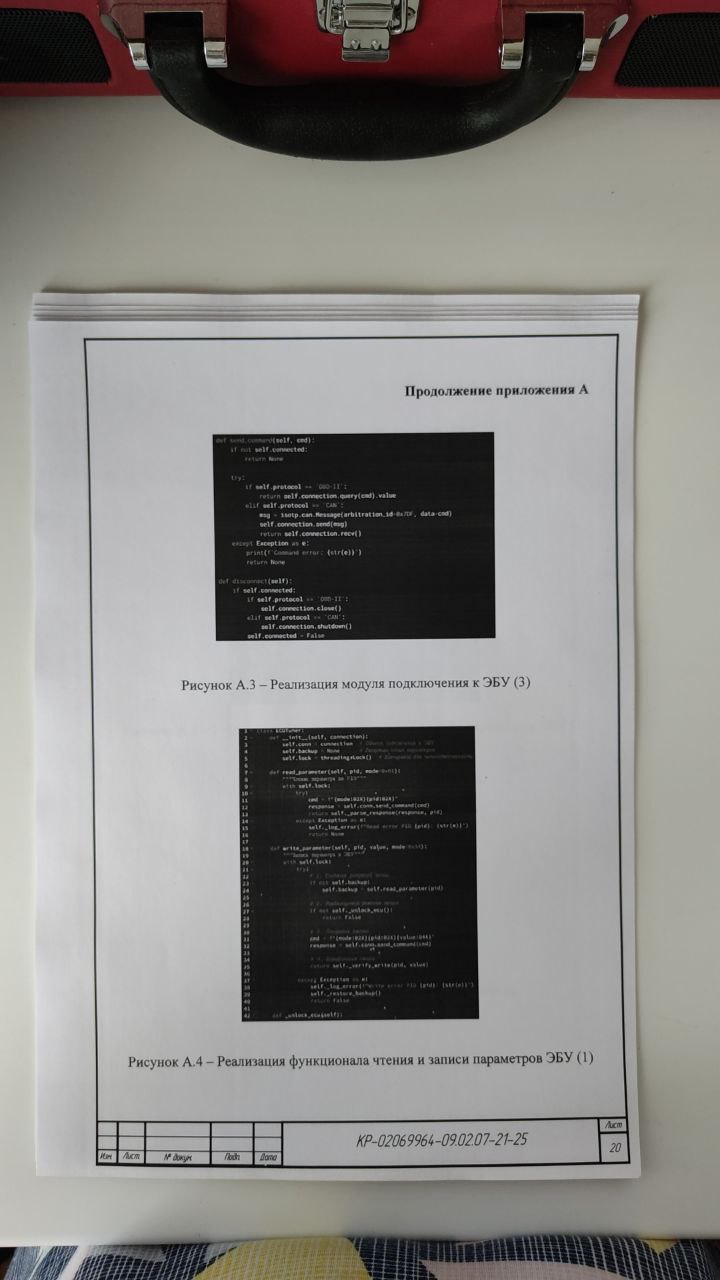 Продолжение приложения А
def send_command(self, cmd):
if not self.connected:
return None
try:
if self.protocol == 'OBD-II':
return self.connection.query(cmd).value
elif self.protocol == 'CAN':
msg = isotp.can.Message(arbitration_id=0x7DF, data=cmd)
self.connection.send(msg)
return self.connection.recv()
except Exception as e:
print(f'Command error: {str(e)}')
return None
def disconnect(self):
if self.connected:
if self.protocol == 'OBD-II':
self.connection.close()
elif self.protocol == 'CAN':
self.connection.shutdown()
self.connected = False
Рисунок А.3 – Реализация модуля подключения к ЭБУ (3)
1 class ECUTuner:
2 def __init__(self, connection):
3 self.conn = connection
4 self.backup = None
5 self.lock = threading.RLock()
6
7 def read_parameter(self, pid, mode=0x01):
8
9 with self.lock:
10 try:
11 cmd = f"{mode:02X}{pid:02X}"
12 response = self.conn.send_command(cmd)
13 return self._parse_response(response, pid)
14 except Exception as e:
15 self._log_error(f"Read error PID {pid}: {str(e)}")
16 return None
17
18 def write_parameter(self, pid, value, mode
19
20 with self.lock:
21 try:
22
23 if not self.backup:
24 self.backup = self.read_parameter(pid)
25
26
27 if not self._unlock_ecu():
28 return False
29
30
31 cmd = f"{mode:02X}{pid:02X}{value:04X}"
32 response = self.conn.send_command(cmd)
33
34
35 return self._verify_write(pid, value)
36
37 except Exception as e:
38 self._log_error(f"Write error PID {pid}: {str(e)}")
39 self._restore_backup()
40 return False
41
42 def _unlock_ecu(self):
Рисунок А.4 – Реализация функционала чтения и записи параметров ЭБУ (1)
Изм Лист № докум. Подп. Дата
КР–02069964–09.02.07–21–25
Лист
20